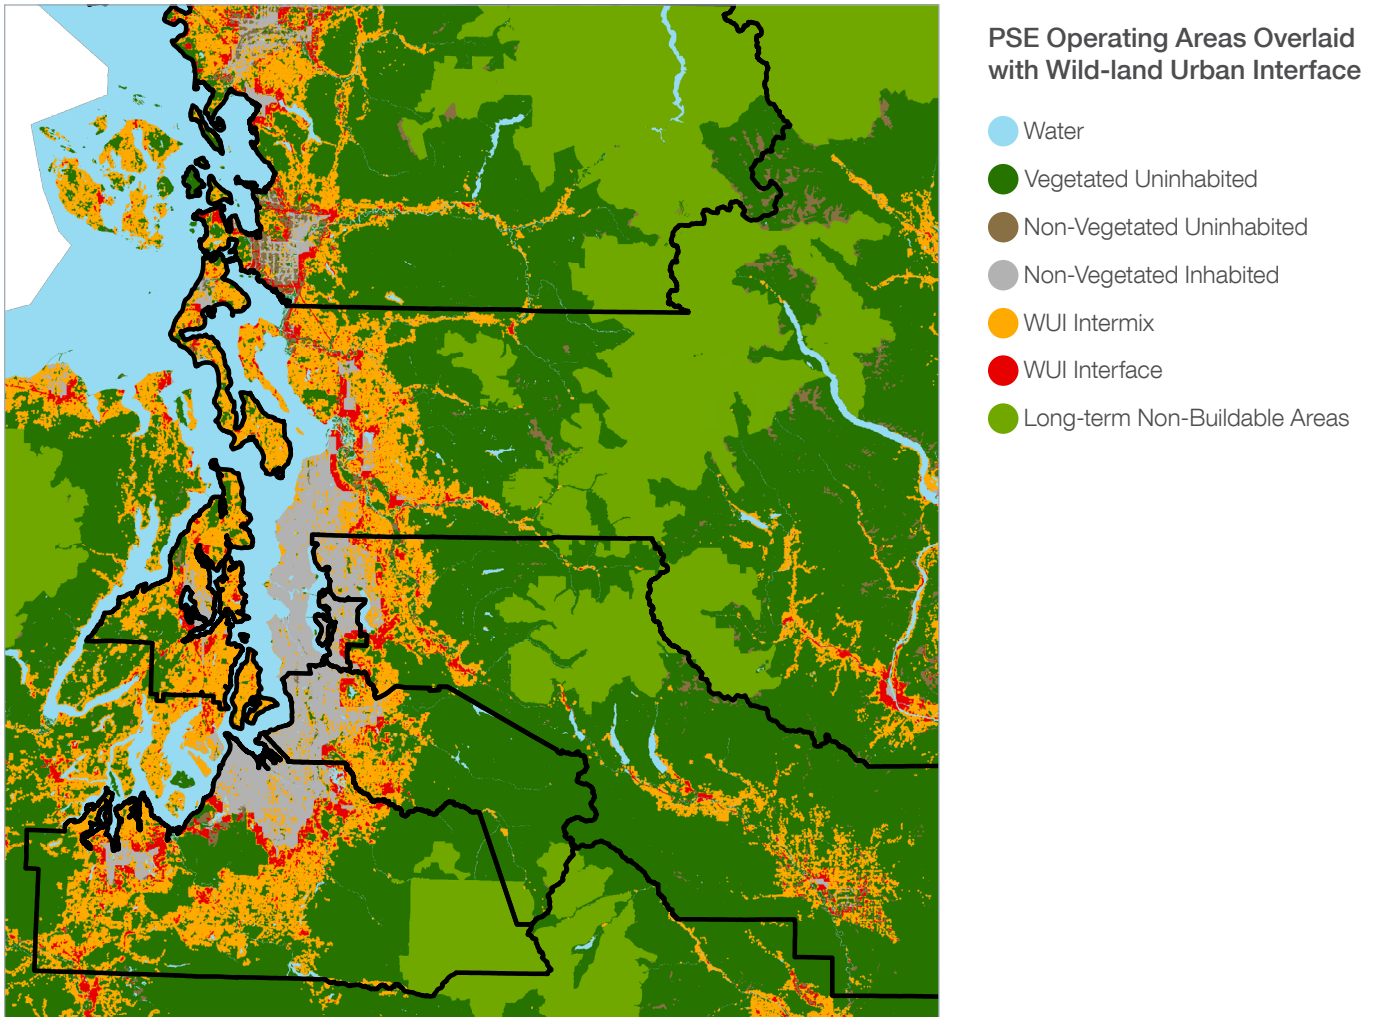 PSE Operating Areas Overlaid
with Wild-land Urban Interface
Water
Vegetated Uninhabited
Non-Vegetated Uninhabited
Non-Vegetated Inhabited
WUI Intermix
WUI Interface
Long-term Non-Buildable Areas